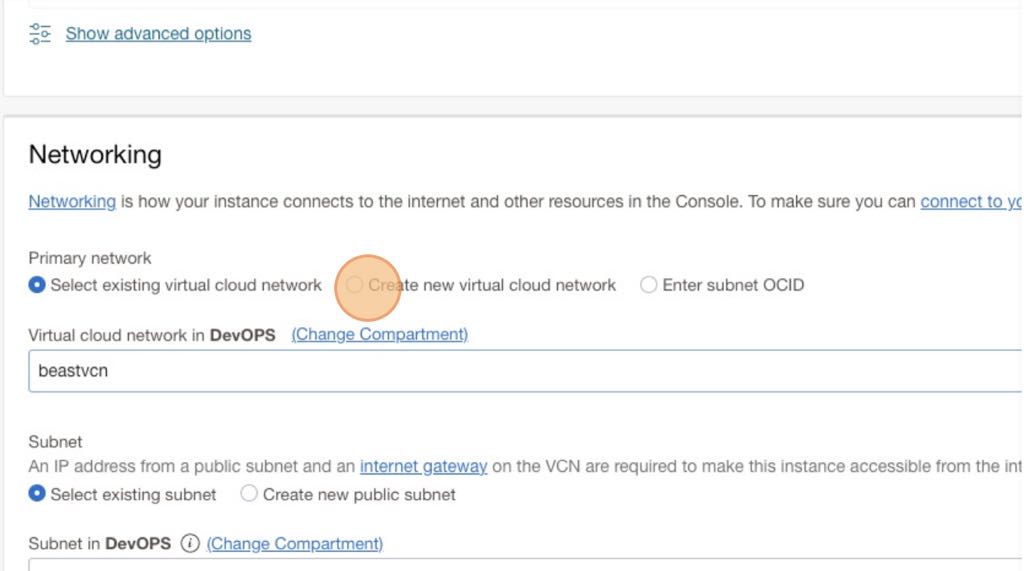 Show advanced options
Networking
Networking is how your instance connects to the internet and other resources in the Console. To make sure you can connect to yo
Primary network
Select existing virtual cloud network Create new virtual cloud network Enter subnet OCID
Virtual cloud network in DevOPS (Change Compartment)
beastvcn
Subnet
An IP address from a public subnet and an internet gateway on the VCN are required to make this instance accessible from the int
Select existing subnet Create new public subnet
Subnet in DevOPS i (Change Compartment)